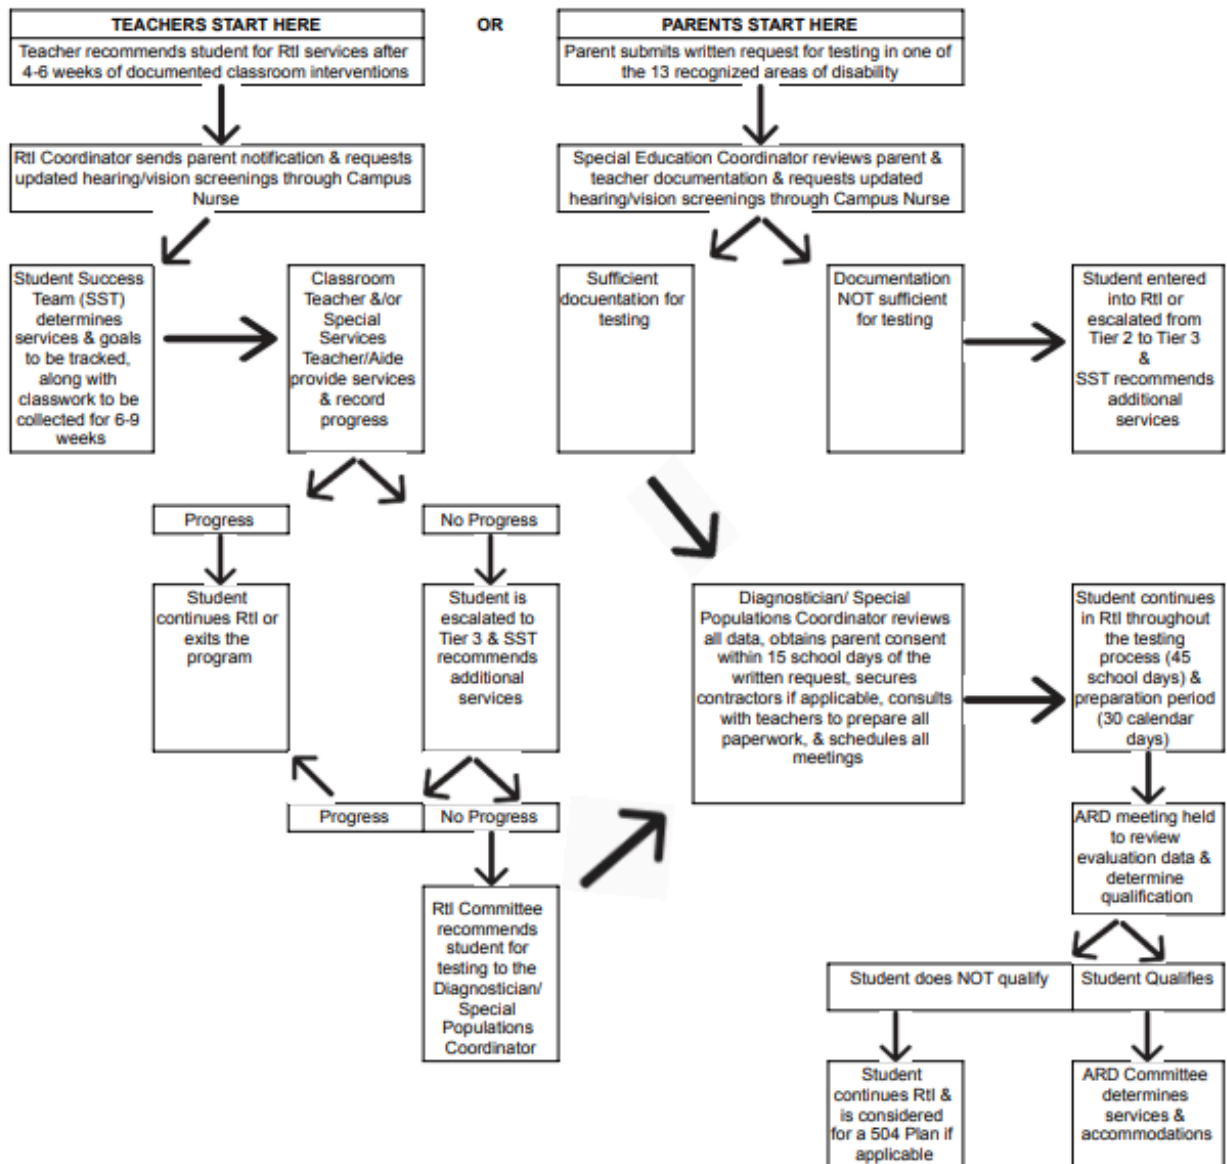 TEACHERS START HERE
OR
PARENTS START HERE
Teacher recommends student for RtI services after
4-6 weeks of documented classroom interventions
Parent submits written request for testing in one of
the 13 recognized areas of disability
RtI Coordinator sends parent notification & requests
updated hearing/vision screenings through Campus
Nurse
Special Education Coordinator reviews parent &
teacher documentation & requests updated
hearing/vision screenings through Campus Nurse
Student Success
Team (SST)
determines
services & goals
to be tracked,
along with
classwork to be
collected for 6-9
weeks
Classroom
Teacher &/or
Special
Services
Teacher/Aide
provide services
& record
progress
Sufficient
docuentation for
testing
Documentation
NOT sufficient
for testing
Student entered
into RtI or
escalated from
Tier 2 to Tier 3
&
SST recommends
additional
services
Progress
No Progress
Student
continues RtI or
exits the
program
Student is
escalated to
Tier 3 & SST
recommends
additional
services
Diagnostician/ Special
Populations Coordinator reviews
all data, obtains parent consent
within 15 school days of the
written request, secures
contractors if applicable, consults
with teachers to prepare all
paperwork, & schedules all
meetings
Student continues
in RtI throughout
the testing
process (45
school days) &
preparation period
(30 calendar
days)
Progress
No Progress
ARD meeting held
to review
evaluation data &
determine
qualification
RtI Committee
recommends
student for
testing to the
Diagnostician/
Special
Populations
Coordinator
Student does NOT qualify
Student Qualifies
Student
continues RtI &
is considered
for a 504 Plan if
applicable
ARD Committee
determines
services &
accommodations